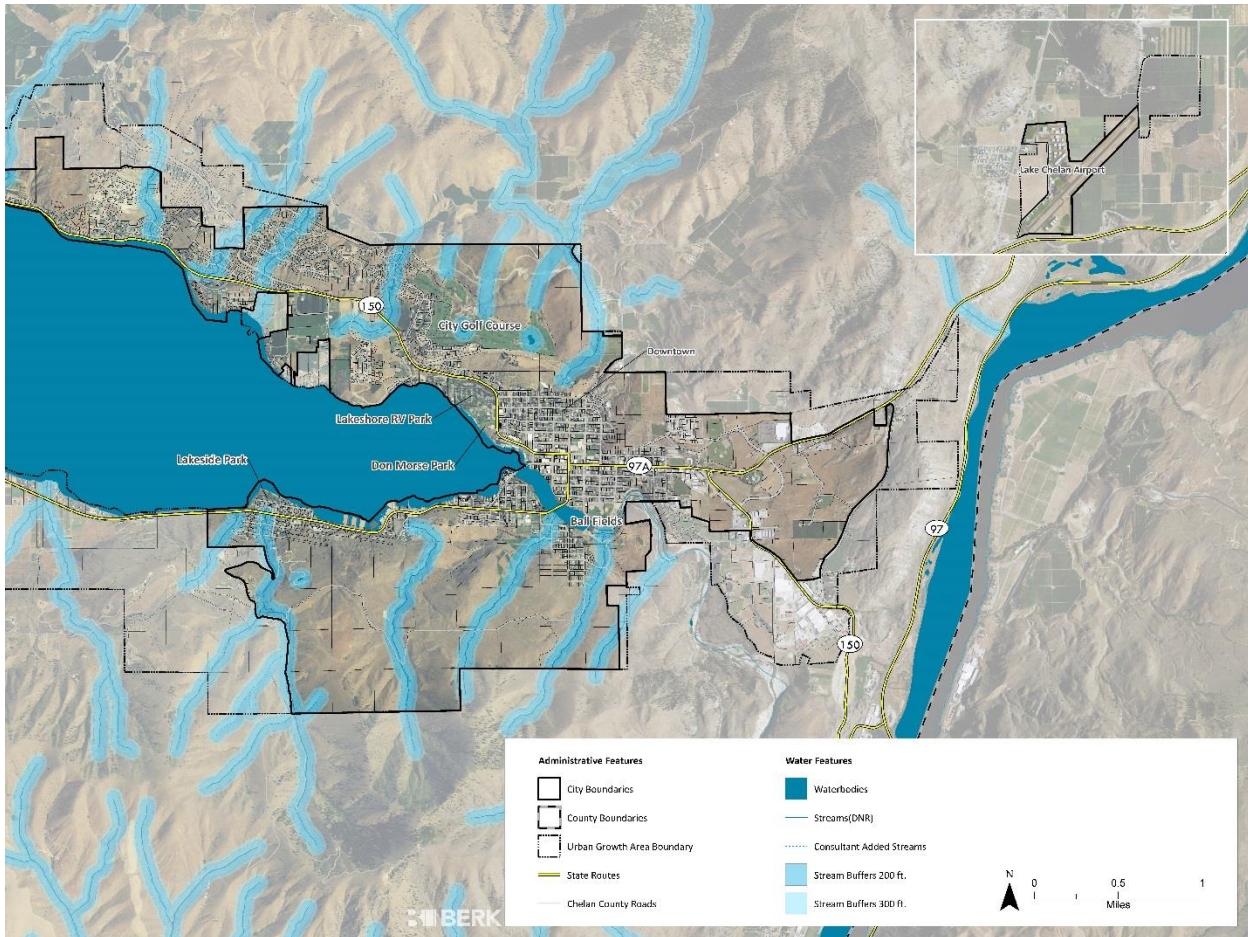 Lake Chelan Airport
150
City Golf Course
Downtown
Lakeshore RV Park
Lakeside Park
Don Morse Park
97A
Ball Fields
97
150
Administrative Features
City Boundaries
County Boundaries
Urban Growth Area Boundary
State Routes
Chelan County Roads
Water Features
Waterbodies
Streams(DNR)
Consultant Added Streams
Stream Buffers 200 ft.
Stream Buffers 300 ft.
N
0 0.5 1
Miles
BERK